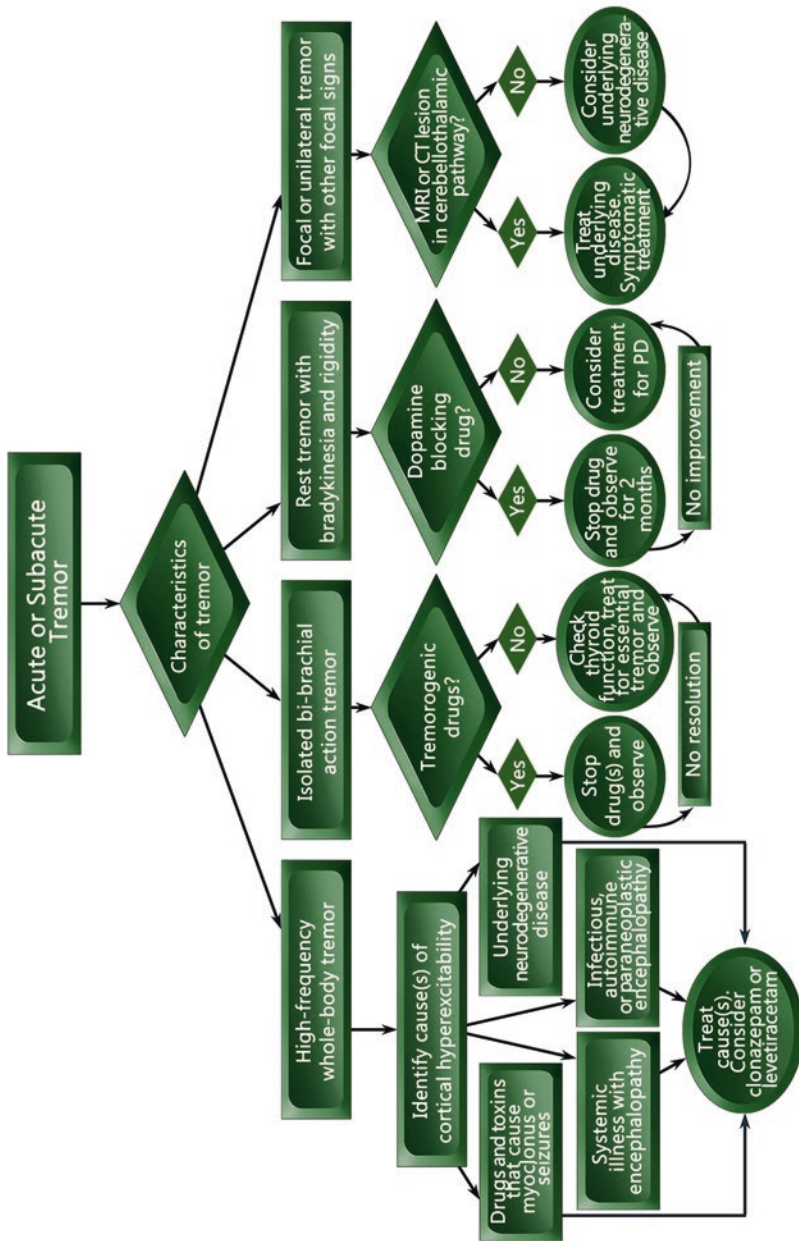 Acute or Subacute
Tremor
Characteristics
of tremor
High-frequency
whole-body tremor
Isolated bi-brachial
action tremor
Rest tremor with
bradykinesia and rigidity
Focal or unilateral tremor
with other focal signs
Identify cause(s) of
cortical hyperexcitability
Tremorogenic
drugs?
Dopamine
blocking
drug?
MRI or CT lesion
in cerebellothalamic
pathway?
Drugs and toxins
that cause
myoclonus or
seizures
Systemic
illness with
encephalopathy
Infectious,
autoimmune
or paraneoplastic
encephalopathy
Underlying
neurodegenerative
disease
Treat
cause(s).
Consider
clonazepam or
levetiracetam
Yes
No
Stop
drug(s) and
observe
Check
thyroid
function, treat
for essential
tremor and
observe
No resolution
Yes
No
Stop drug
and observe
for 2
months
Consider
treatment
for PD
No improvement
Yes
No
Treat
underlying
disease.
Symptomatic
treatment
Consider
underlying
neurodegenera-
tive disease